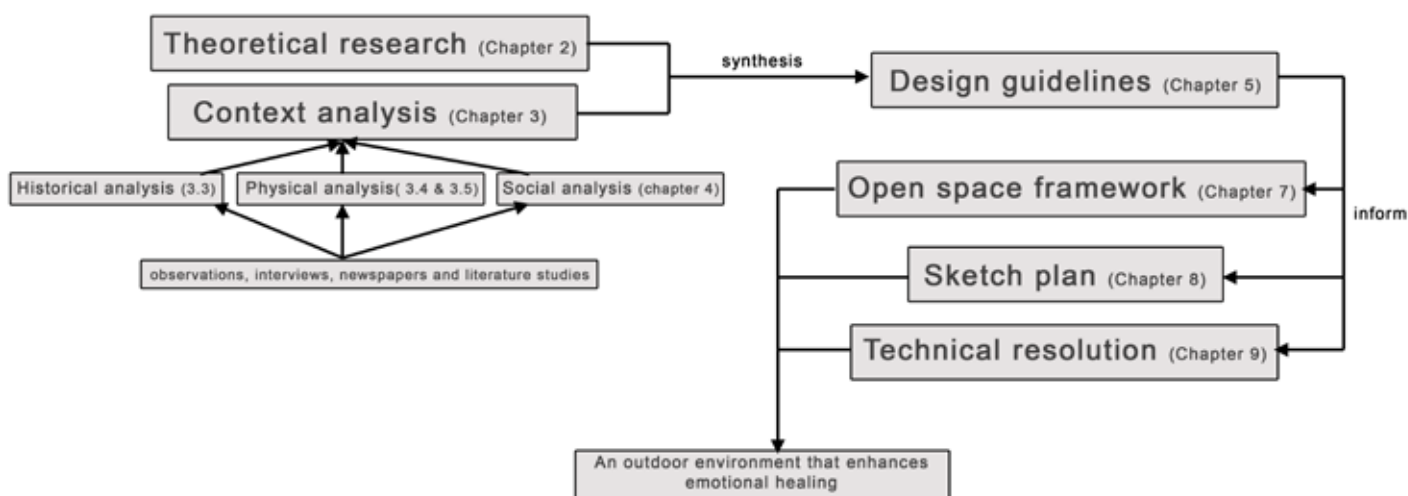 Theoretical research (Chapter 2)
synthesis
Design guidelines (Chapter 5)
Context analysis (Chapter 3)
Historical analysis (3.3)
Physical analysis( 3.4 & 3.5)
Social analysis (chapter 4)
Open space framework (Chapter 7)
inform
observations, interviews, newspapers and literature studies
Sketch plan (Chapter 8)
Technical resolution (Chapter 9)
An outdoor environment that enhances
emotional healing